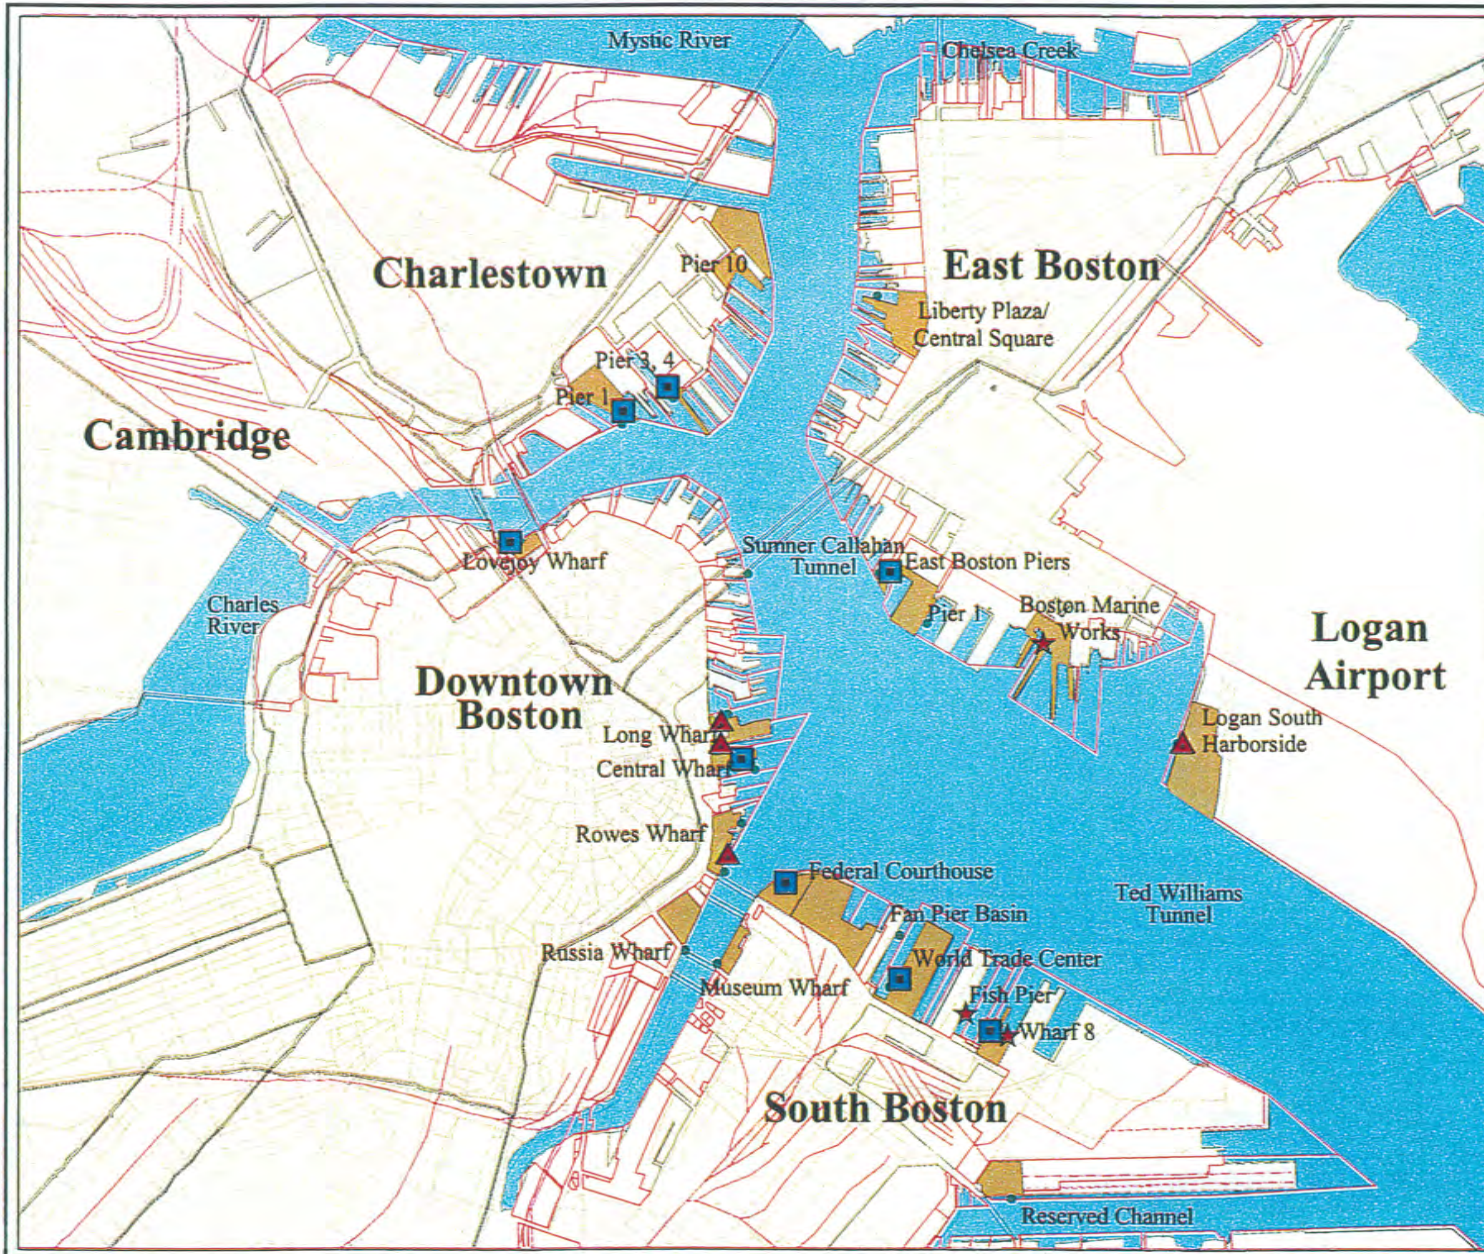 Mystic River
Chelsea Creek
Charlestown
Pier 10
East Boston
Liberty Plaza/
Central Square
Pier 3, 4
Pier 1
Cambridge
Lovejoy Wharf
Sumner Callahan
Tunnel
East Boston Piers
Charles
River
Pier 1
Boston Marine
Works
Logan
Airport
Downtown
Boston
Long Wharf
Central Wharf
Logan South
Harborside
Rowes Wharf
Federal Courthouse
Ted Williams
Tunnel
Fan Pier Basin
Russia Wharf
World Trade Center
Museum Wharf
Fish Pier
Wharf 8
South Boston
Reserved Channel